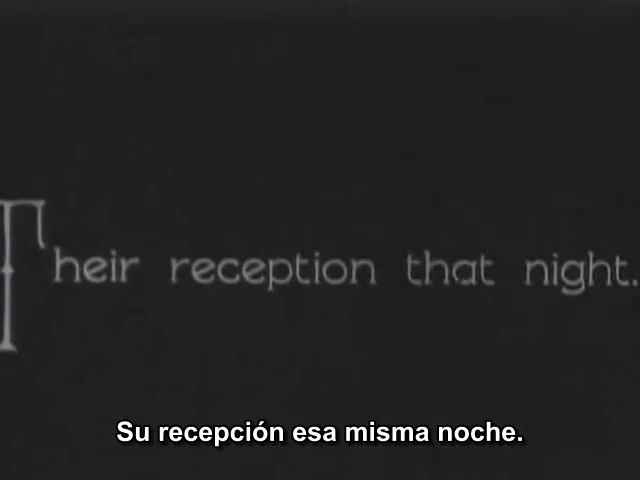 Their reception that night.
Su recepción esa misma noche.